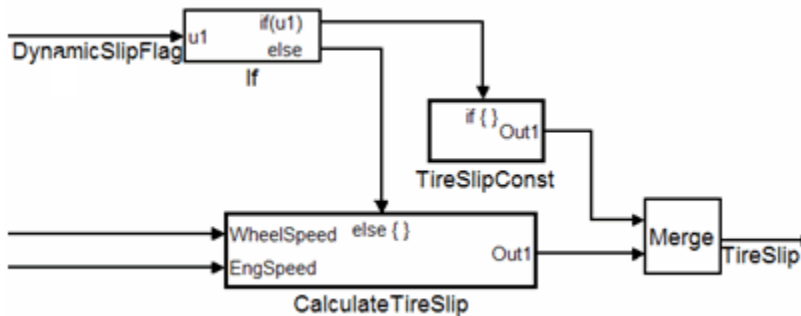 DynamicSlipFlag
u1
if(u1)
else
If
if { }
Out1
TireSlipConst
WheelSpeed
else { }
EngSpeed
Out1
CalculateTireSlip
Merge
TireSlip